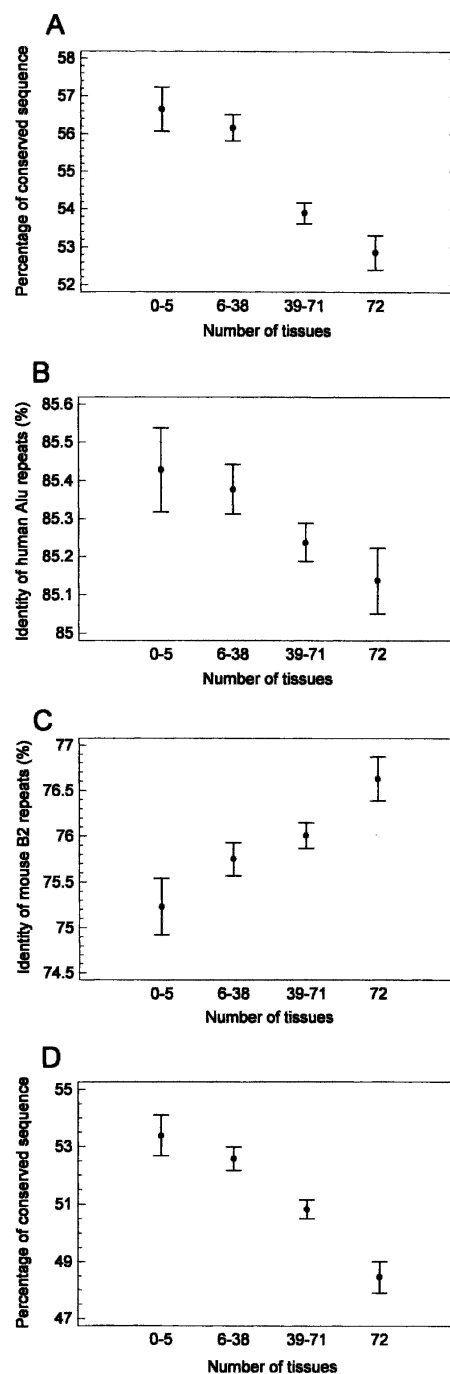 A
Percentage of conserved sequence
58
57
56
55
54
53
52
0-5 6-38 39-71 72
Number of tissues
B
Identity of human Alu repeats (%)
85.6
85.5
85.4
85.3
85.2
85.1
85
0-5 6-38 39-71 72
Number of tissues
C
Identity of mouse B2 repeats (%)
77
76.5
76
75.5
75
74.5
0-5 6-38 39-71 72
Number of tissues
D
Percentage of conserved sequence
55
53
51
49
47
0-5 6-38 39-71 72
Number of tissues